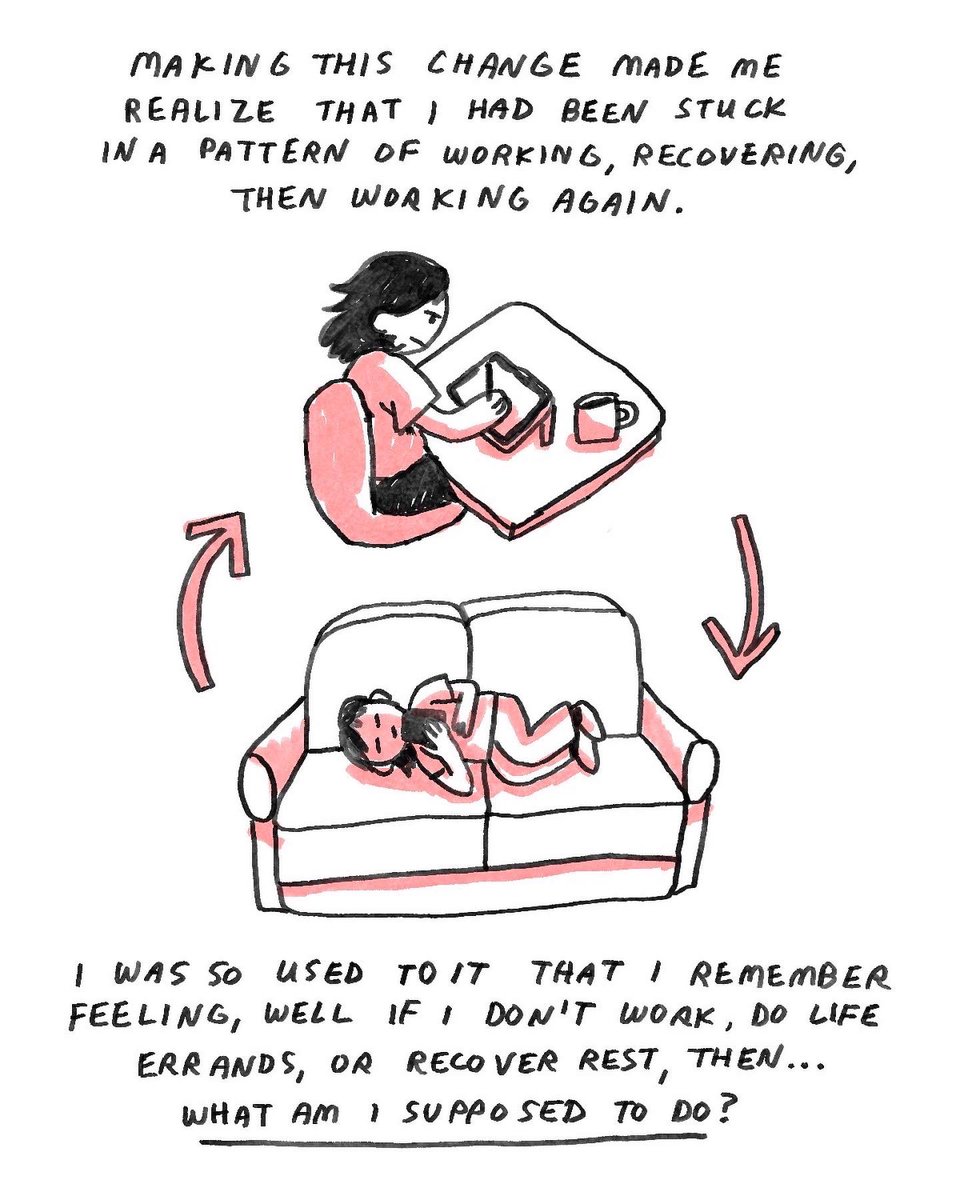 MAKING THIS CHANGE MADE ME
REALIZE THAT I HAD BEEN STUCK
IN A PATTERN OF WORKING, RECOVERING,
THEN WORKING AGAIN.
I WAS SO USED TO IT THAT I REMEMBER
FEELING, WELL IF I DON'T WORK, DO LIFE
ERRANDS, OR RECOVER REST, THEN...
WHAT AM I SUPPOSED TO DO?